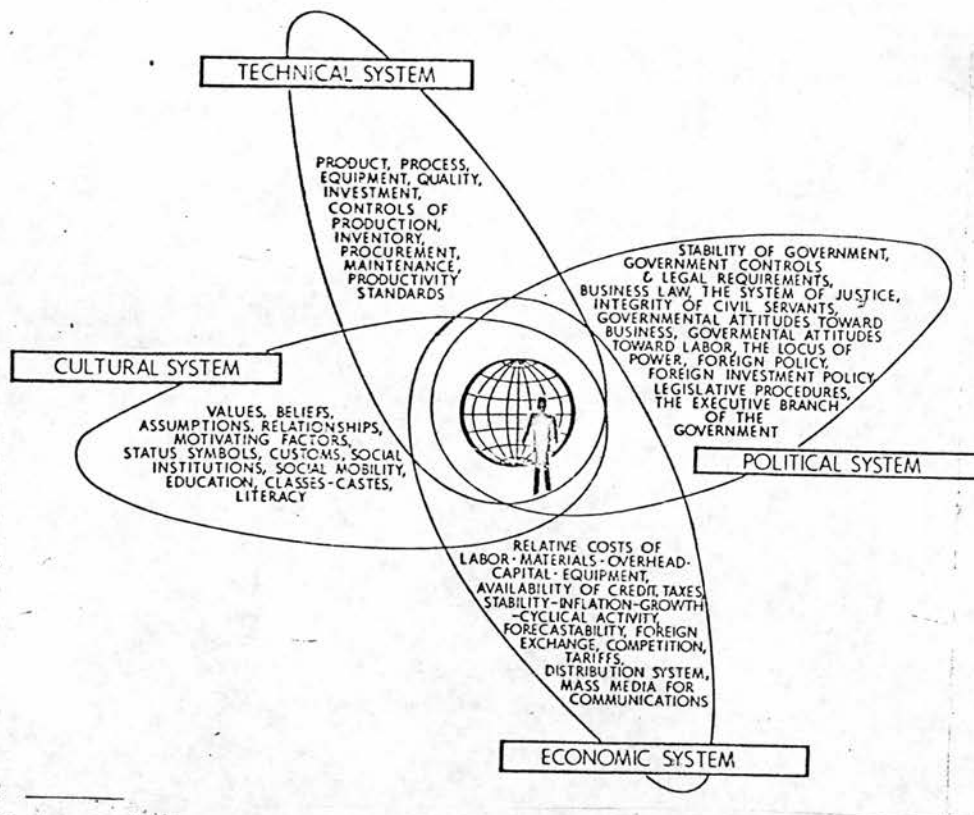 TECHNICAL SYSTEM
PRODUCT, PROCESS,
EQUIPMENT, QUALITY,
INVESTMENT,
CONTROLS OF
PRODUCTION,
INVENTORY,
PROCUREMENT,
MAINTENANCE,
PRODUCTIVITY
STANDARDS
STABILITY OF GOVERNMENT,
GOVERNMENT CONTROLS
& LEGAL REQUIREMENTS,
BUSINESS LAW, THE SYSTEM OF JUSTICE,
INTEGRITY OF CIVIL SERVANTS,
GOVERNMENTAL ATTITUDES TOWARD
BUSINESS, GOVERMENTAL ATTITUDES
TOWARD LABOR, THE LOCUS OF
POWER, FOREIGN POLICY,
FOREIGN INVESTMENT POLICY,
LEGISLATIVE PROCEDURES,
THE EXECUTIVE BRANCH
OF THE
GOVERNMENT
POLITICAL SYSTEM
CULTURAL SYSTEM
VALUES, BELIEFS,
ASSUMPTIONS, RELATIONSHIPS,
MOTIVATING FACTORS,
STATUS SYMBOLS, CUSTOMS, SOCIAL
INSTITUTIONS, SOCIAL MOBILITY,
EDUCATION, CLASSES-CASTES,
LITERACY
RELATIVE COSTS OF
LABOR·MATERIALS·OVERHEAD-
CAPITAL·EQUIPMENT,
AVAILABILITY OF CREDIT, TAXES,
STABILITY-INFLATION-GROWTH
-CYCLICAL ACTIVITY,
FORECASTABILITY, FOREIGN
EXCHANGE, COMPETITION,
TARIFFS,
DISTRIBUTION SYSTEM,
MASS MEDIA FOR
COMMUNICATIONS
ECONOMIC SYSTEM